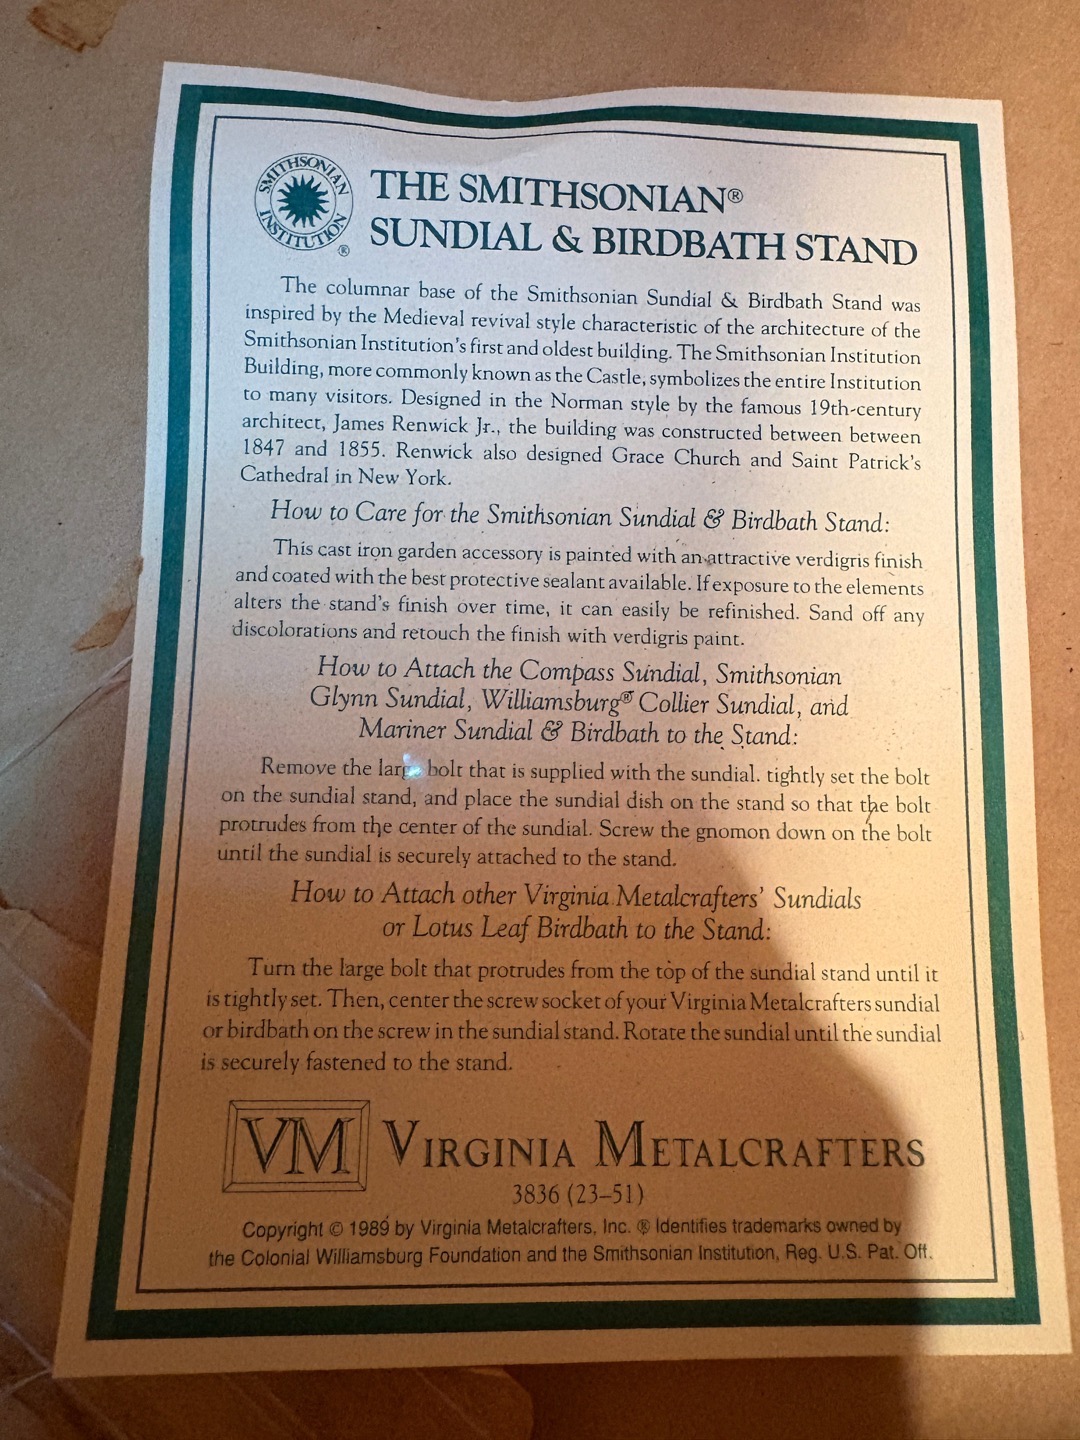 SMITHSONIAN INSTITUTION ®
THE SMITHSONIAN®
SUNDIAL & BIRDBATH STAND
The columnar base of the Smithsonian Sundial & Birdbath Stand was
inspired by the Medieval revival style characteristic of the architecture of the
Smithsonian Institution's first and oldest building. The Smithsonian Institution
Building, more commonly known as the Castle, symbolizes the entire Institution
to many visitors. Designed in the Norman style by the famous 19th-century
architect, James Renwick Jr., the building was constructed between between
1847 and 1855. Renwick also designed Grace Church and Saint Patrick's
Cathedral in New York.
How to Care for the Smithsonian Sundial & Birdbath Stand:
This cast iron garden accessory is painted with an attractive verdigris finish
and coated with the best protective sealant available. If exposure to the elements
alters the stand's finish over time, it can easily be refinished. Sand off any
discolorations and retouch the finish with verdigris paint.
How to Attach the Compass Sundial, Smithsonian
Glynn Sundial, Williamsburg® Collier Sundial, and
Mariner Sundial & Birdbath to the Stand:
Remove the large bolt that is supplied with the sundial. tightly set the bolt
on the sundial stand, and place the sundial dish on the stand so that the bolt
protrudes from the center of the sundial. Screw the gnomon down on the bolt
until the sundial is securely attached to the stand.
How to Attach other Virginia Metalcrafters' Sundials
or Lotus Leaf Birdbath to the Stand:
Turn the large bolt that protrudes from the top of the sundial stand until it
is tightly set. Then, center the screw socket of your Virginia Metalcrafters sundial
or birdbath on the screw in the sundial stand. Rotate the sundial until the sundial
is securely fastened to the stand.
VM VIRGINIA METALCRAFTERS
3836 (23–51)
Copyright © 1989 by Virginia Metalcrafters, Inc. ® Identifies trademarks owned by
the Colonial Williamsburg Foundation and the Smithsonian Institution, Reg. U.S. Pat. Off.